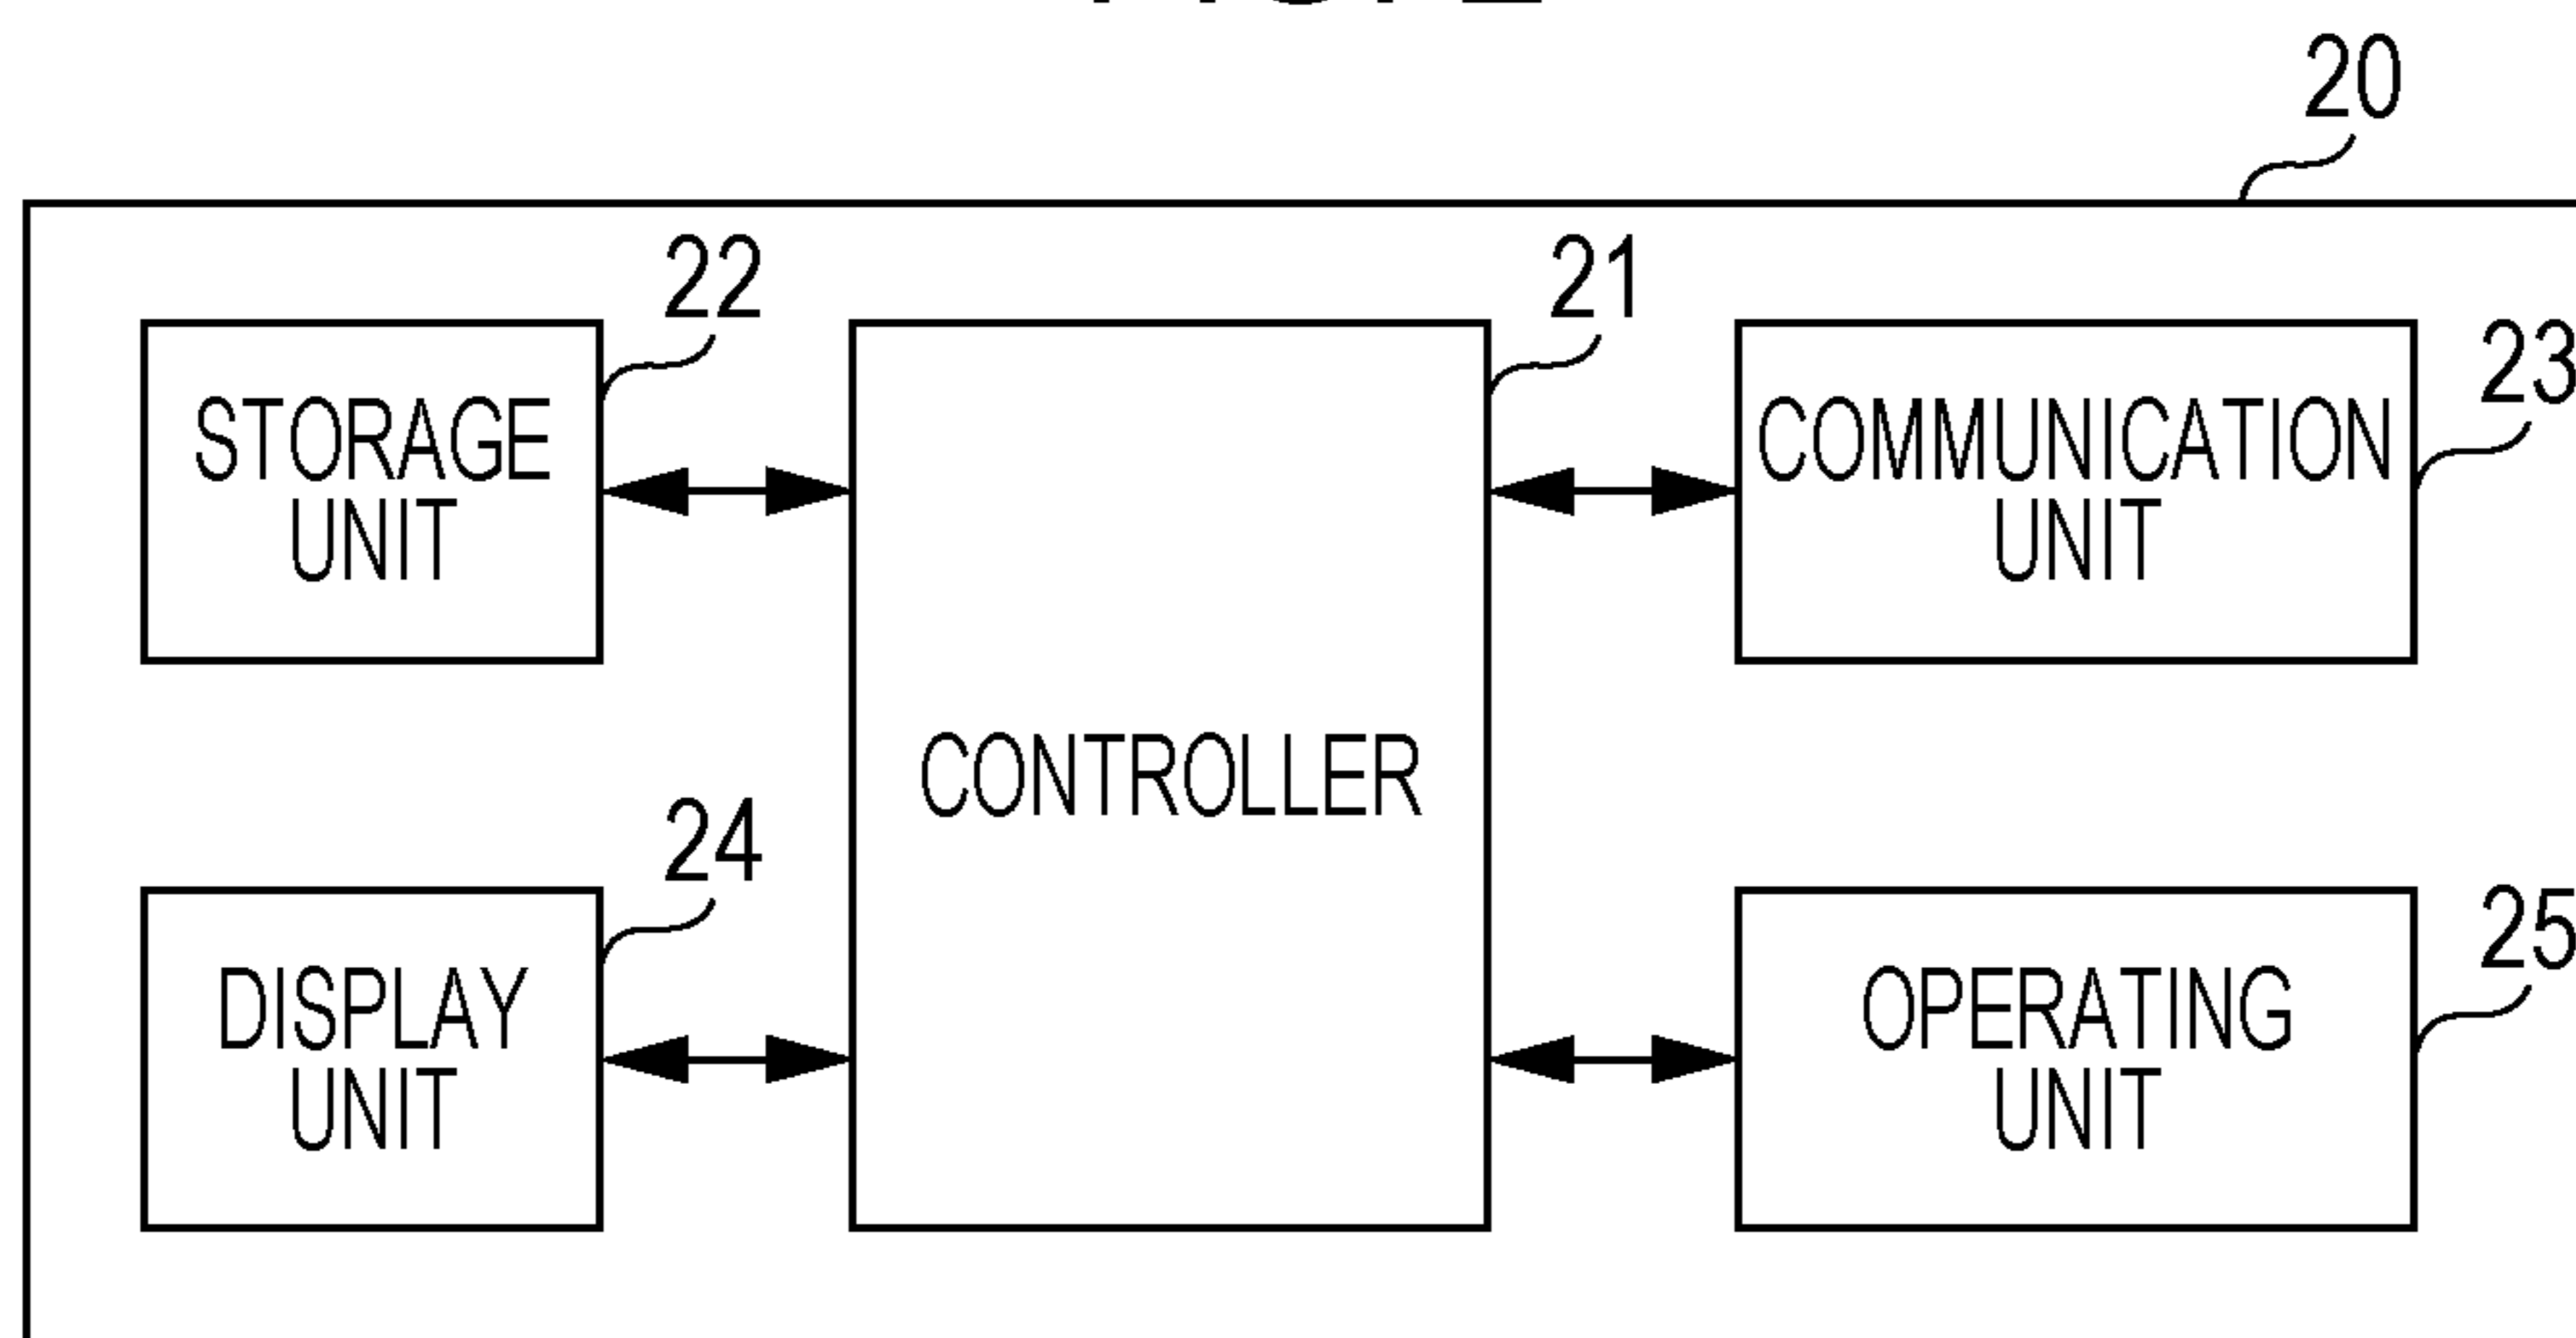 20
22
21
23
STORAGE
UNIT
COMMUNICATION
UNIT
CONTROLLER
24
25
DISPLAY
UNIT
OPERATING
UNIT